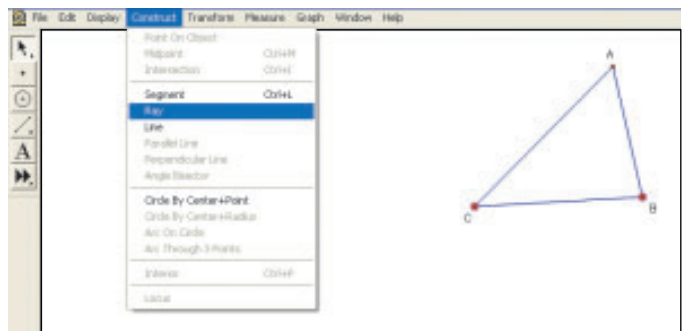 File Edit Display Construct Transform Measure Graph Window Help
Point On Object
Midpoint Ctrl+M
Intersection Ctrl+I
Segment Ctrl+L
Ray
Line
Parallel Line
Perpendicular Line
Angle Bisector
Circle By Center+Point
Circle By Center+Radius
Arc On Circle
Arc Through 3 Points
Interior Ctrl+P
Locus
A
A
B
C